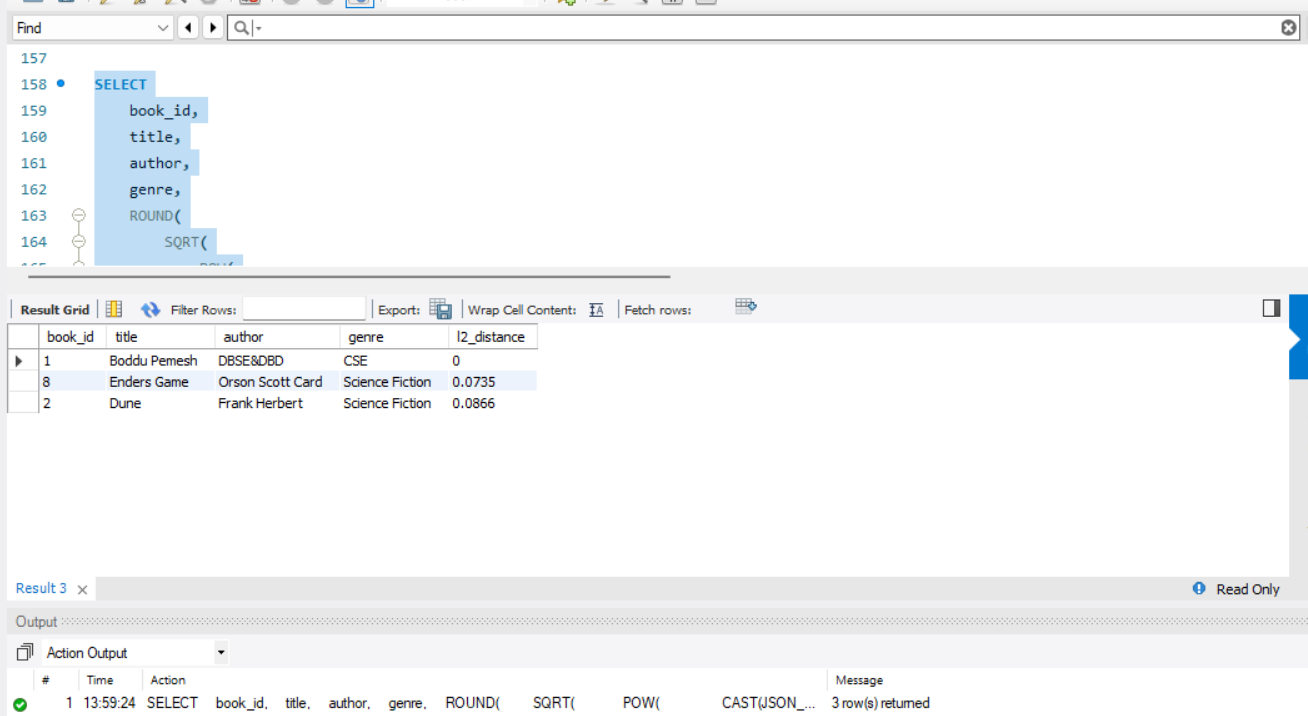 Find
157
158 SELECT
159 book_id,
160 title,
161 author,
162 genre,
163 ROUND(
164 SQRT(
Result Grid Filter Rows: Export: Wrap Cell Content: Fetch rows:
book_id title author genre l2_distance
1 Boddu Pemesh DBSE&DBD CSE 0
8 Enders Game Orson Scott Card Science Fiction 0.0735
2 Dune Frank Herbert Science Fiction 0.0866
Result 3 Read Only
Output
Action Output
# Time Action Message
1 13:59:24 SELECT book_id, title, author, genre, ROUND( SQRT( POW( CAST(JSON_... 3 row(s) returned